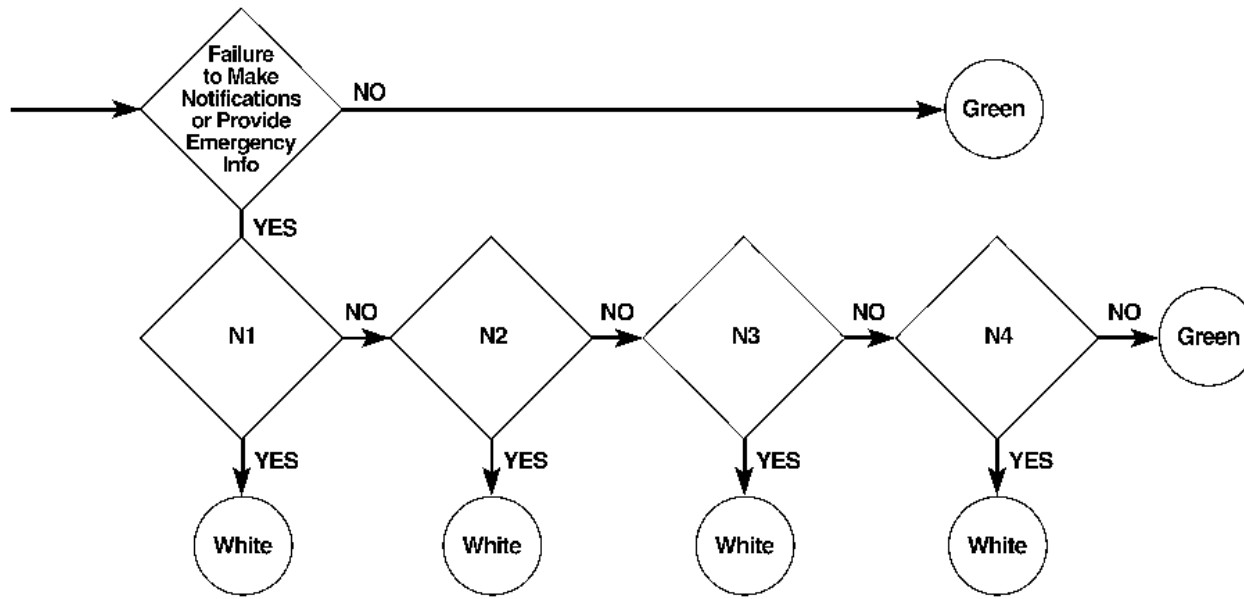 Failure
to Make
Notifications
or Provide
Emergency
Info
NO
Green
YES
N1
NO
N2
NO
N3
NO
N4
NO
Green
YES
YES
YES
YES
White
White
White
White